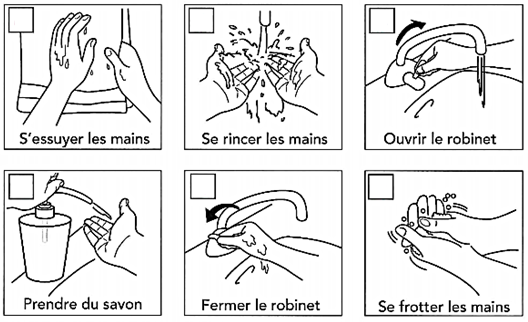 S'essuyer les mains
Se rincer les mains
Ouvrir le robinet
Prendre du savon
Fermer le robinet
Se frotter les mains